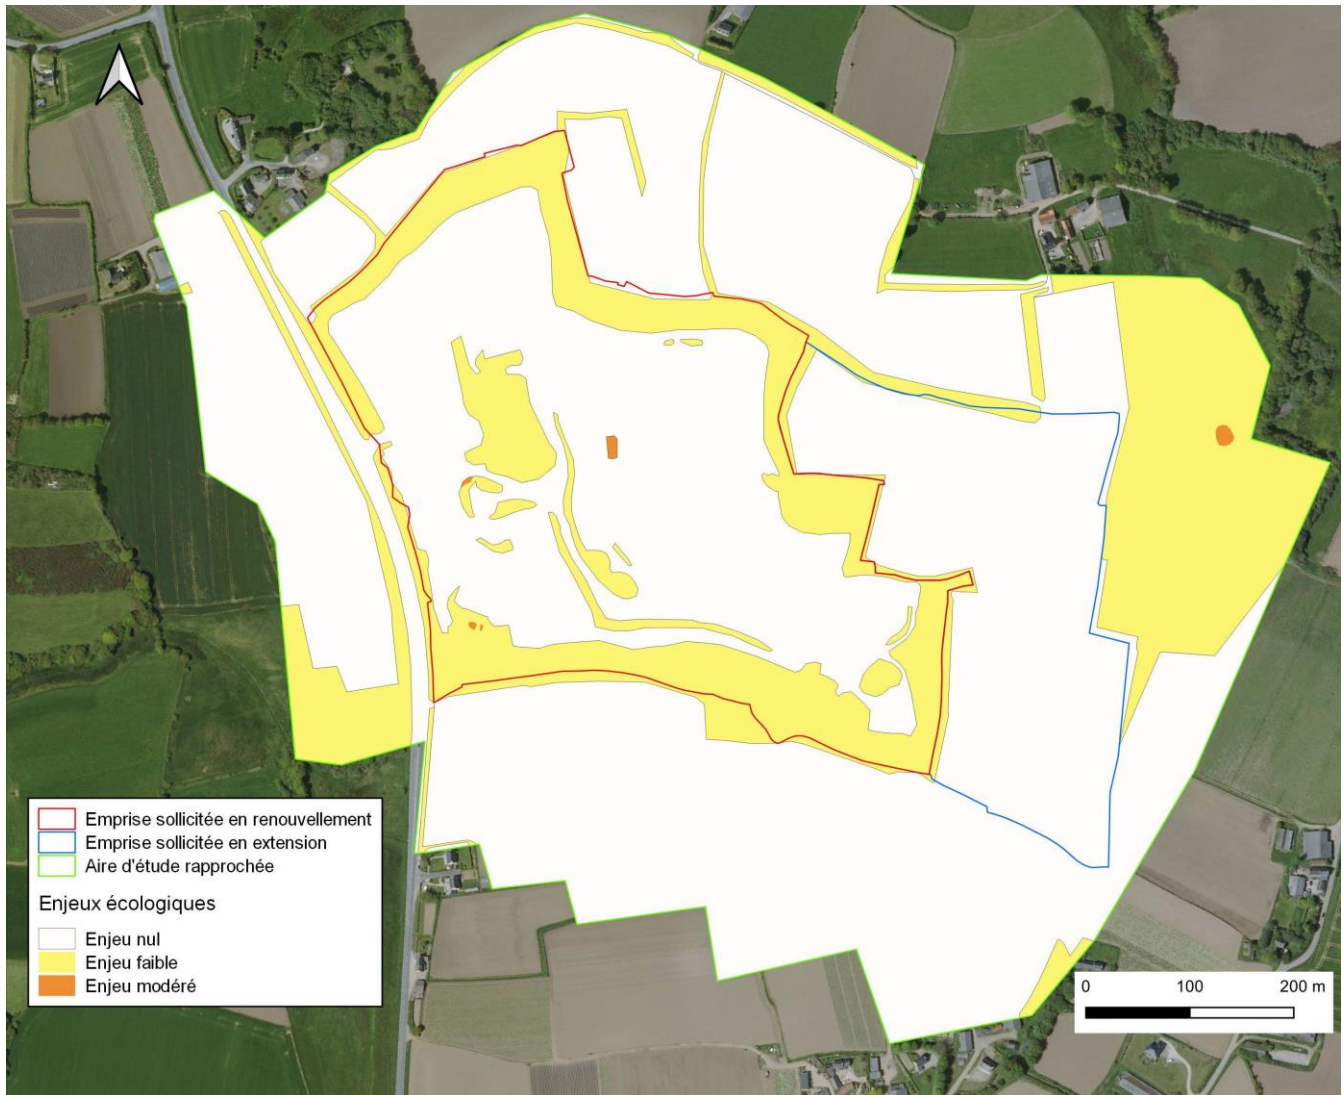 Emprise sollicitée en renouvellement
Emprise sollicitée en extension
Aire d'étude rapprochée
Enjeux écologiques
Enjeu nul
Enjeu faible
Enjeu modéré
0 100 200 m